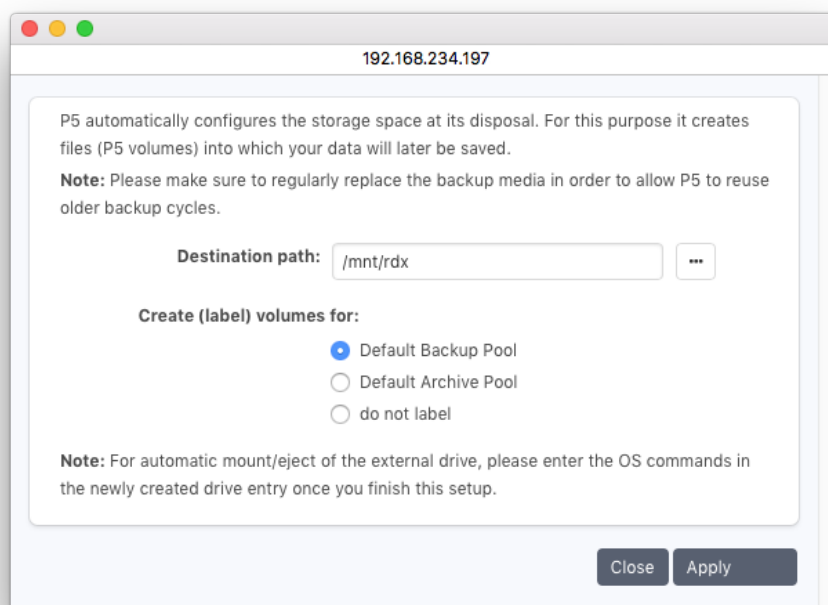 192.168.234.197
P5 automatically configures the storage space at its disposal. For this purpose it creates
files (P5 volumes) into which your data will later be saved.
Note: Please make sure to regularly replace the backup media in order to allow P5 to reuse
older backup cycles.
Destination path: /mnt/rdx ...
Create (label) volumes for:
Default Backup Pool
Default Archive Pool
do not label
Note: For automatic mount/eject of the external drive, please enter the OS commands in
the newly created drive entry once you finish this setup.
Close Apply